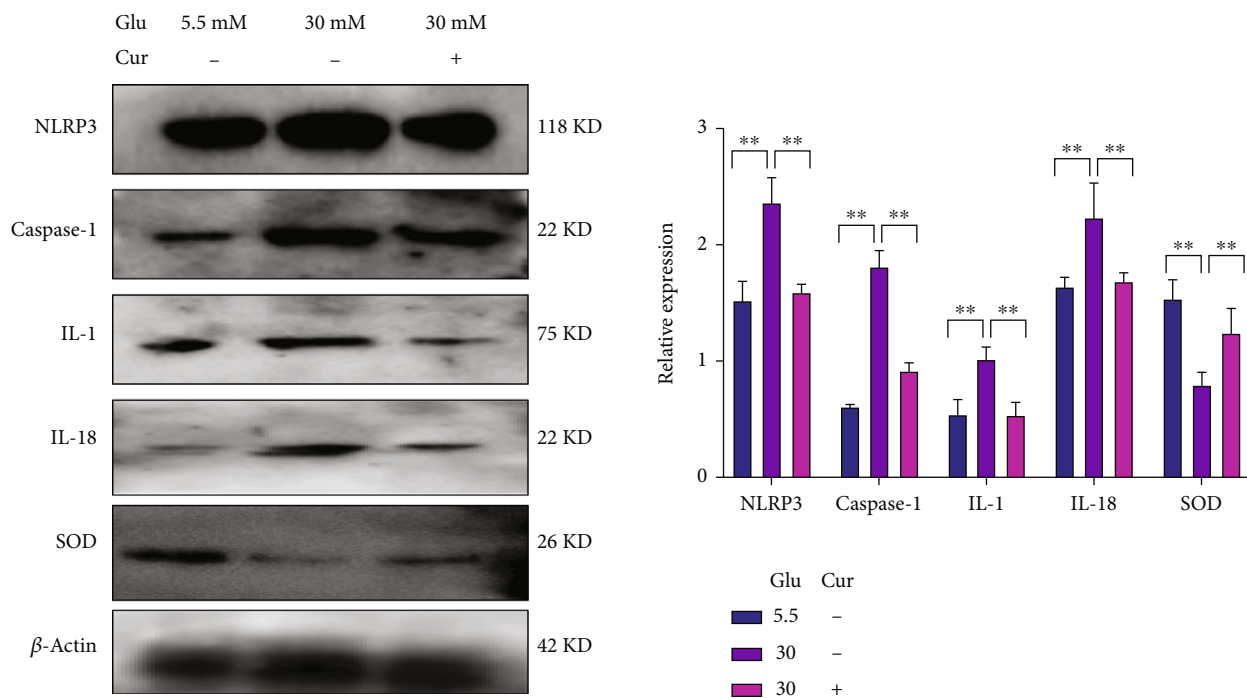 Glu 5.5 mM 30 mM 30 mM
Cur – – +
NLRP3 118 KD
Caspase-1 22 KD
IL-1 75 KD
IL-18 22 KD
SOD 26 KD
β-Actin 42 KD
Relative expression
3
2
1
0
** ** ** ** ** ** ** ** ** **
NLRP3 Caspase-1 IL-1 IL-18 SOD
Glu Cur
5.5 –
30 –
30 +